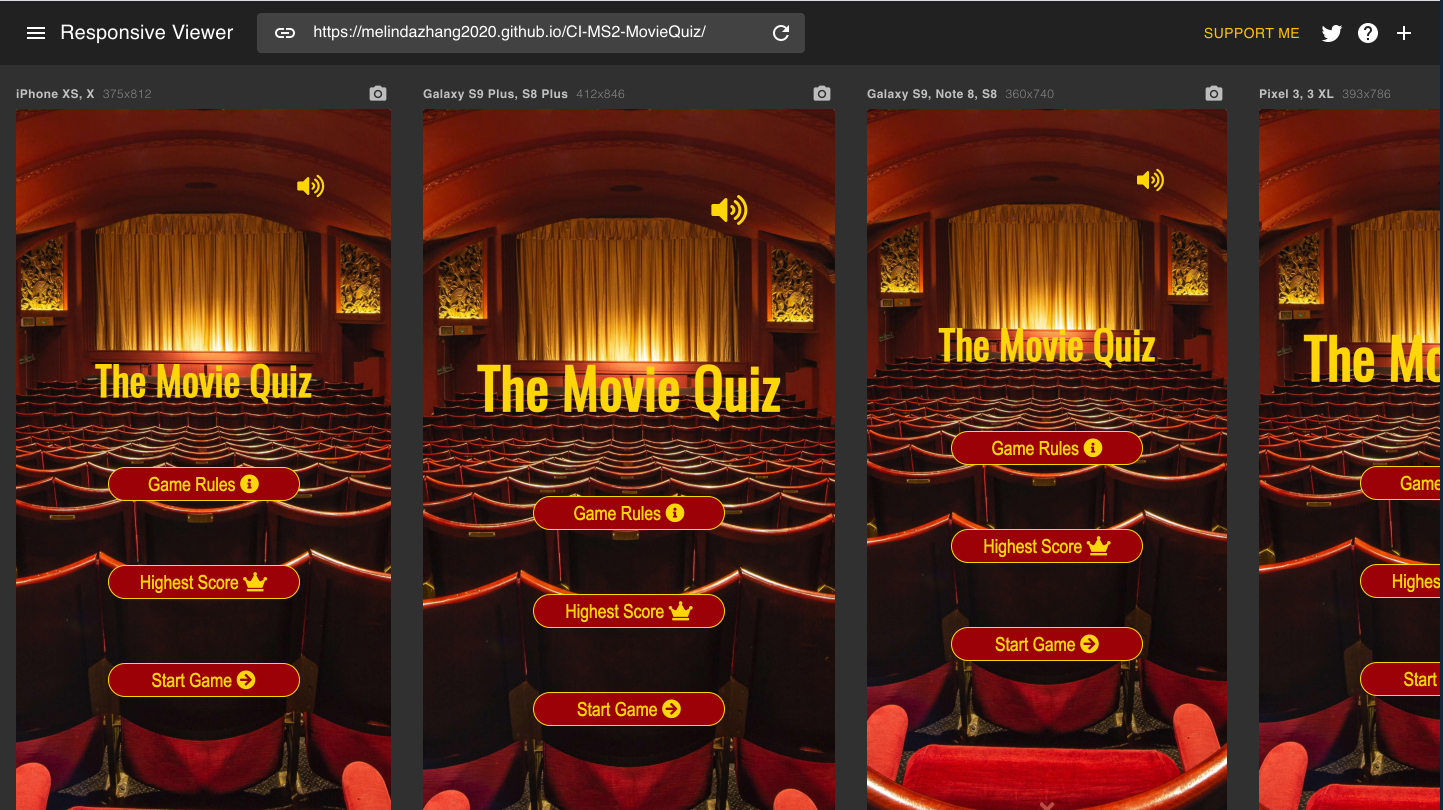 Responsive Viewer
https://melindazhang2020.github.io/CI-MS2-MovieQuiz/
SUPPORT ME
iPhone XS, X 375x812
The Movie Quiz
Game Rules
Highest Score
Start Game
Galaxy S9 Plus, S8 Plus 412x846
The Movie Quiz
Game Rules
Highest Score
Start Game
Galaxy S9, Note 8, S8 360x740
The Movie Quiz
Game Rules
Highest Score
Start Game
Pixel 3, 3 XL 393x786
The Mo
Game
Highes
Start